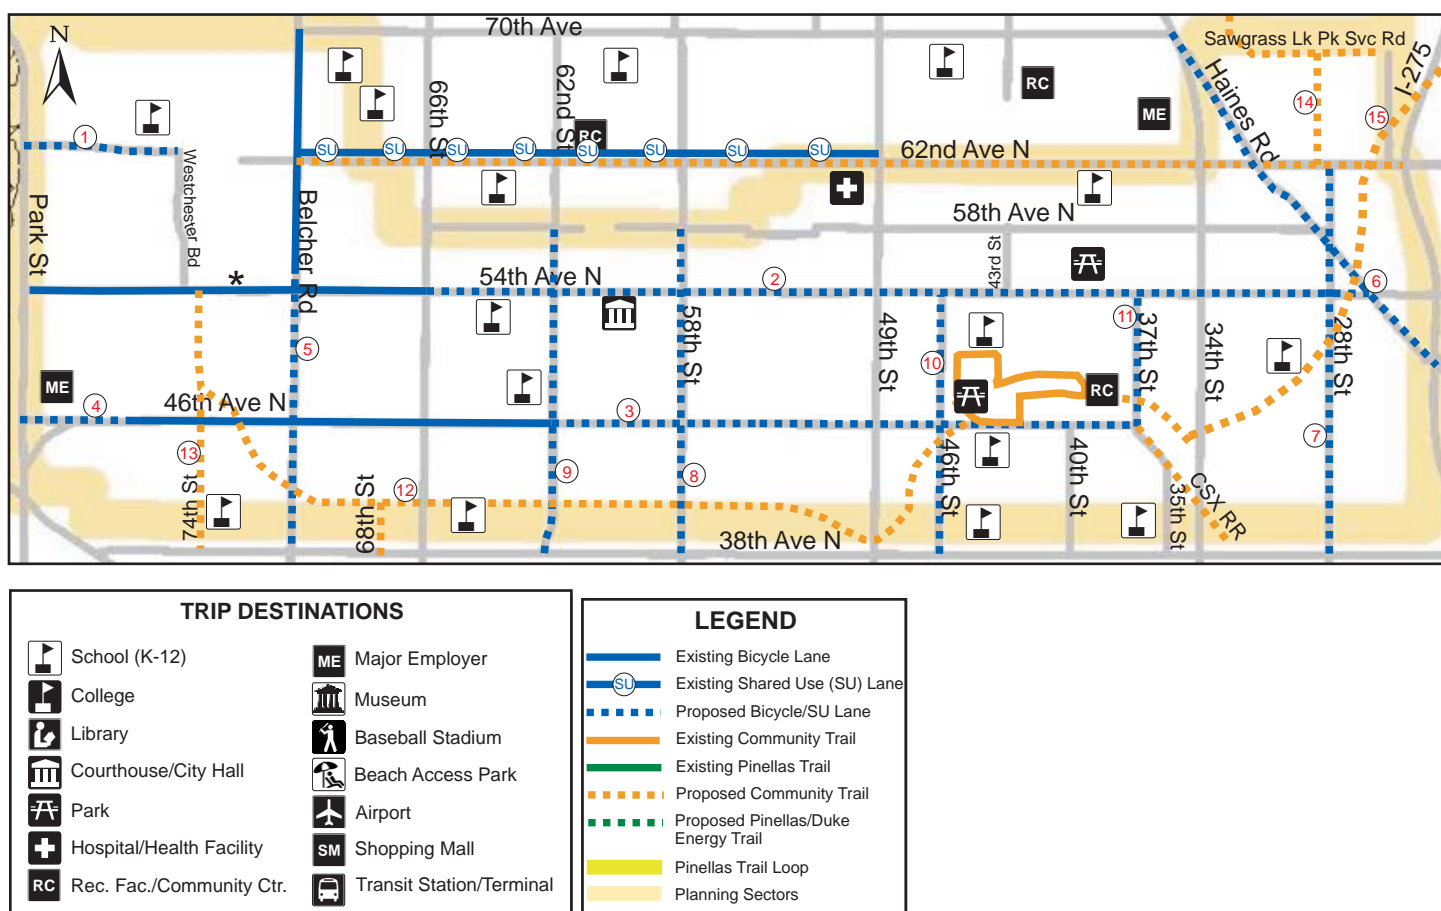 70th Ave
Sawgrass Lk Pk Svc Rd
N
I-275
Haines Rd
66th St
62nd St
RC
ME
14
15
1
RC
SU SU SU SU SU SU SU SU
62nd Ave N
Westchester Bd
Park St
Belcher Rd
58th Ave N
43rd St
*
54th Ave N
2
6
58th St
49th St
11
37th St
34th St
28th St
5
10
ME
RC
4
46th Ave N
3
13
9
8
7
74th St
12
68th St
46th St
40th St
35th St
CSX RR
38th Ave N
TRIP DESTINATIONS
School (K-12)
College
Library
Courthouse/City Hall
Park
Hospital/Health Facility
RC Rec. Fac./Community Ctr.
ME Major Employer
Museum
Baseball Stadium
Beach Access Park
Airport
SM Shopping Mall
Transit Station/Terminal
LEGEND
Existing Bicycle Lane
SU Existing Shared Use (SU) Lane
Proposed Bicycle/SU Lane
Existing Community Trail
Existing Pinellas Trail
Proposed Community Trail
Proposed Pinellas/Duke
Energy Trail
Pinellas Trail Loop
Planning Sectors